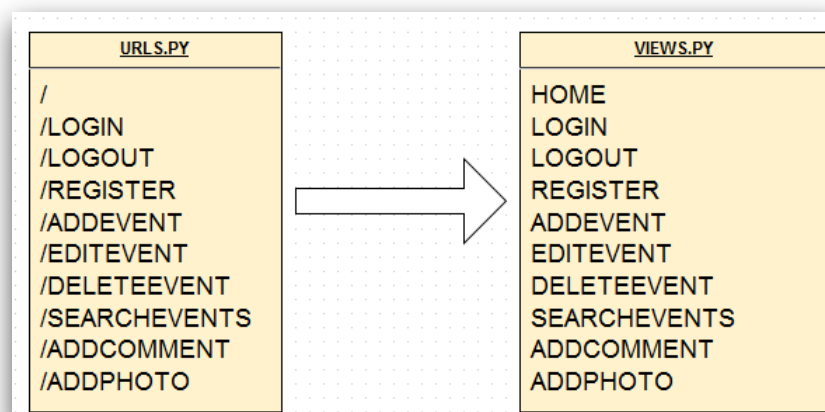 URLS.PY
/
/LOGIN
/LOGOUT
/REGISTER
/ADDEVENT
/EDITEVENT
/DELETEEVENT
/SEARCHEVENTS
/ADDCOMMENT
/ADDPHOTO
VIEWS.PY
HOME
LOGIN
LOGOUT
REGISTER
ADDEVENT
EDITEVENT
DELETEEVENT
SEARCHEVENTS
ADDCOMMENT
ADDPHOTO